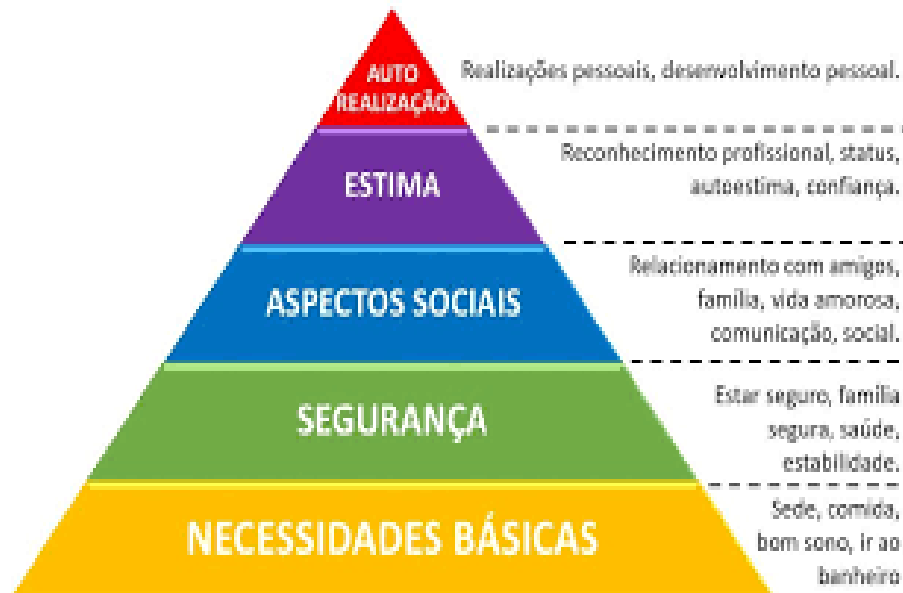 AUTO
REALIZAÇÃO
Realizações pessoais, desenvolvimento pessoal.
ESTIMA
Reconhecimento profissional, status,
autoestima, confiança.
ASPECTOS SOCIAIS
Relacionamento com amigos,
família, vida amorosa,
comunicação, social.
SEGURANÇA
Estar seguro, família
segura, saúde,
estabilidade.
NECESSIDADES BÁSICAS
Sede, comida,
bom sono, ir ao
banheiro